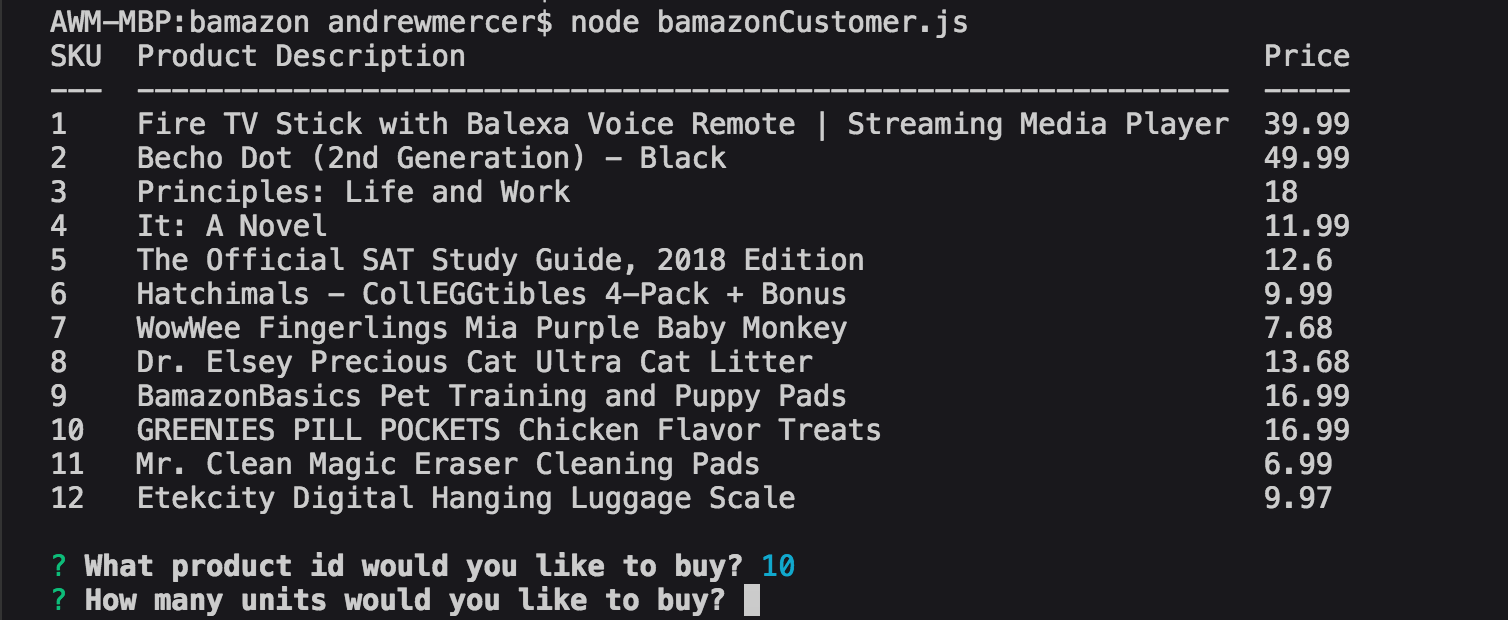 AWM-MBP:bamazon andrewmercer$ node bamazonCustomer.js
SKU  Product Description                                              Price
---  ---------------------------------------------------------------  -----
1    Fire TV Stick with Balexa Voice Remote | Streaming Media Player  39.99
2    Becho Dot (2nd Generation) - Black                               49.99
3    Principles: Life and Work                                        18
4    It: A Novel                                                      11.99
5    The Official SAT Study Guide, 2018 Edition                       12.6
6    Hatchimals - CollEGGtibles 4-Pack + Bonus                        9.99
7    WowWee Fingerlings Mia Purple Baby Monkey                        7.68
8    Dr. Elsey Precious Cat Ultra Cat Litter                          13.68
9    BamazonBasics Pet Training and Puppy Pads                        16.99
10   GREENIES PILL POCKETS Chicken Flavor Treats                      16.99
11   Mr. Clean Magic Eraser Cleaning Pads                             6.99
12   Etekcity Digital Hanging Luggage Scale                           9.97
? What product id would you like to buy? 10
? How many units would you like to buy?